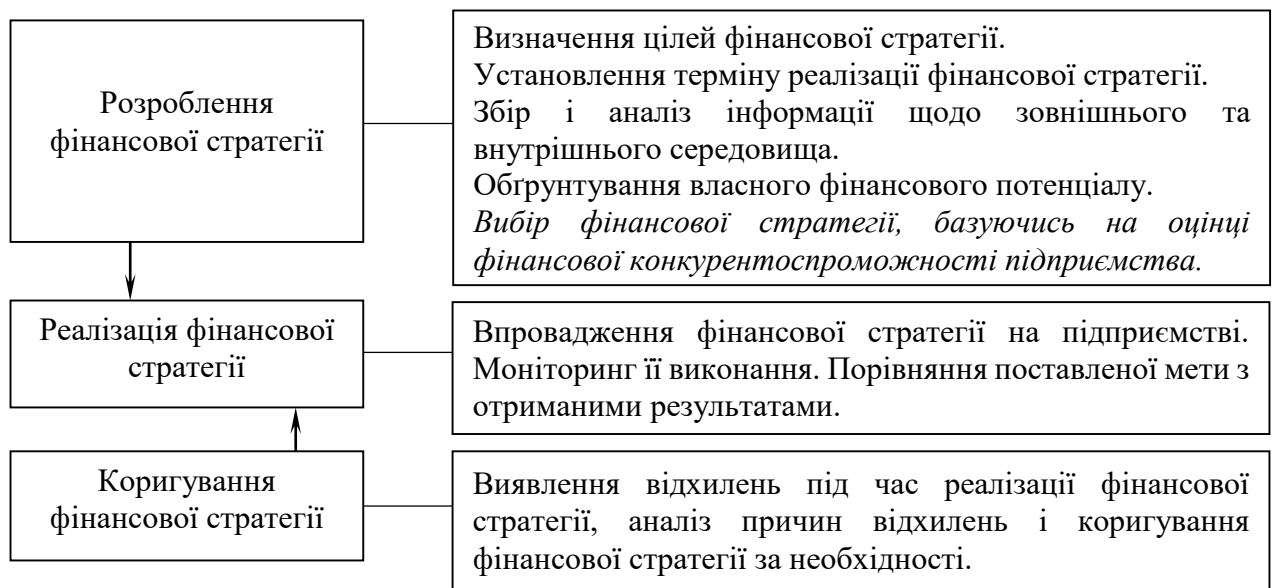 Розроблення
фінансової стратегії
Визначення цілей фінансової стратегії.
Установлення терміну реалізації фінансової стратегії.
Збір і аналіз інформації щодо зовнішнього та
внутрішнього середовища.
Обґрунтування власного фінансового потенціалу.
Вибір фінансової стратегії, базуючись на оцінці
фінансової конкурентоспроможності підприємства.
Реалізація фінансової
стратегії
Впровадження фінансової стратегії на підприємстві.
Моніторинг її виконання. Порівняння поставленої мети з
отриманими результатами.
Коригування
фінансової стратегії
Виявлення відхилень під час реалізації фінансової
стратегії, аналіз причин відхилень і коригування
фінансової стратегії за необхідності.